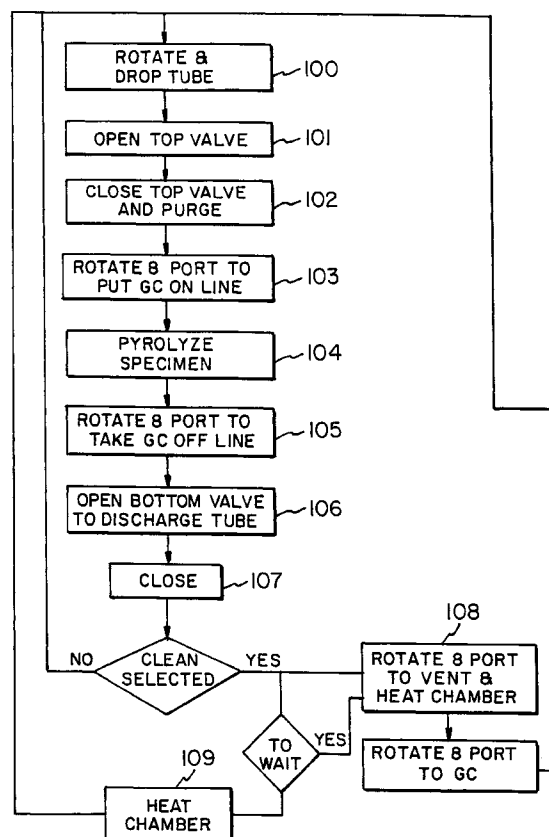 ROTATE &
DROP TUBE
100
OPEN TOP VALVE
101
CLOSE TOP VALVE
AND PURGE
102
ROTATE 8 PORT TO
PUT GC ON LINE
103
PYROLYZE
SPECIMEN
104
ROTATE 8 PORT TO
TAKE GC OFF LINE
105
OPEN BOTTOM VALVE
TO DISCHARGE TUBE
106
CLOSE
107
NO
CLEAN
SELECTED
YES
108
ROTATE 8 PORT
TO VENT &
HEAT CHAMBER
TO
WAIT
YES
ROTATE 8 PORT
TO GC
109
HEAT
CHAMBER